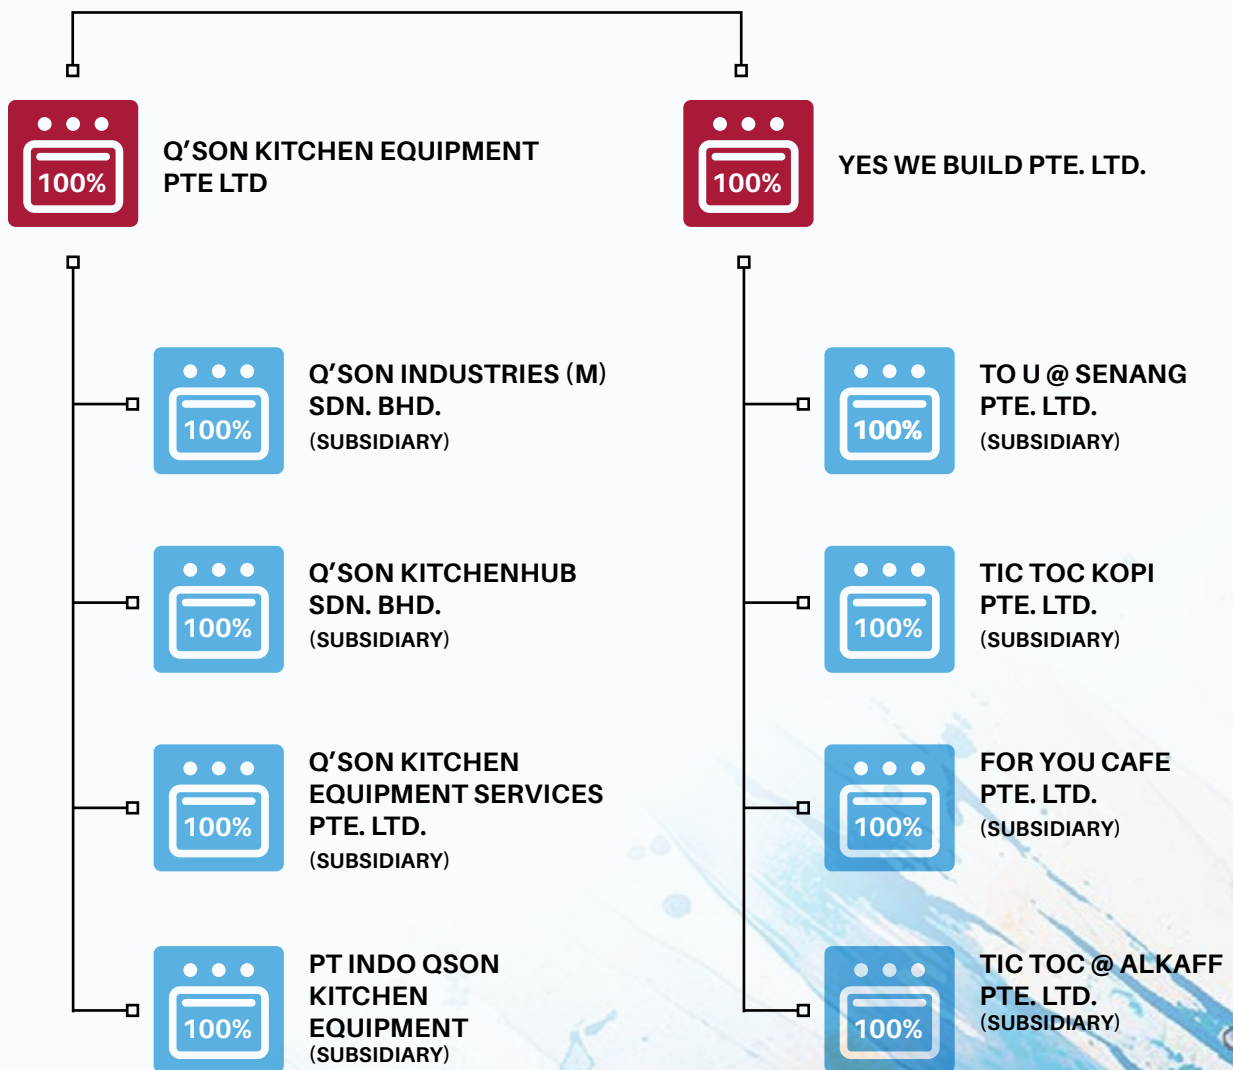 100%
Q'SON KITCHEN EQUIPMENT
PTE LTD
100%
YES WE BUILD PTE. LTD.
100%
Q'SON INDUSTRIES (M)
SDN. BHD.
(SUBSIDIARY)
100%
Q'SON KITCHENHUB
SDN. BHD.
(SUBSIDIARY)
100%
Q'SON KITCHEN
EQUIPMENT SERVICES
PTE. LTD.
(SUBSIDIARY)
100%
PT INDO QSON
KITCHEN
EQUIPMENT
(SUBSIDIARY)
100%
TO U @ SENANG
PTE. LTD.
(SUBSIDIARY)
100%
TIC TOC KOPI
PTE. LTD.
(SUBSIDIARY)
100%
FOR YOU CAFE
PTE. LTD.
(SUBSIDIARY)
100%
TIC TOC @ ALKAFF
PTE. LTD.
(SUBSIDIARY)